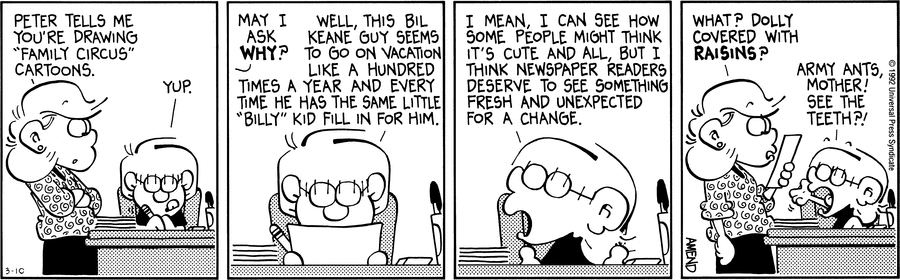 PETER TELLS ME
YOU'RE DRAWING
"FAMILY CIRCUS"
CARTOONS.
YUP.
3-10
MAY I
ASK
WHY?
WELL, THIS BIL
KEANE GUY SEEMS
TO GO ON VACATION
LIKE A HUNDRED
TIMES A YEAR AND EVERY
TIME HE HAS THE SAME LITTLE
"BILLY" KID FILL IN FOR HIM.
I MEAN, I CAN SEE HOW
SOME PEOPLE MIGHT THINK
IT'S CUTE AND ALL, BUT I
THINK NEWSPAPER READERS
DESERVE TO SEE SOMETHING
FRESH AND UNEXPECTED
FOR A CHANGE.
WHAT? DOLLY
COVERED WITH
RAISINS?
ARMY ANTS,
MOTHER!
SEE THE
TEETH?!
AMEND
© 1992 Universal Press Syndicate